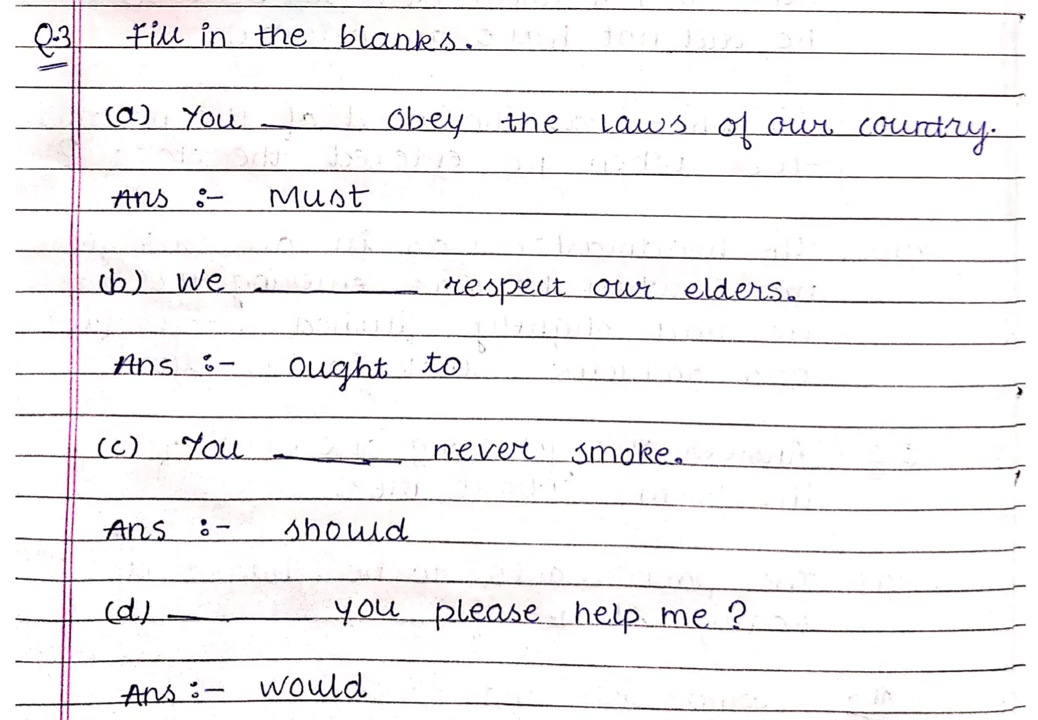 Q.3 Fill in the blanks.
(a) You ______ obey the laws of our country.
Ans :- Must
(b) We ______ respect our elders.
Ans :- ought to
(c) You ______ never smoke.
Ans :- should
(d) ______ you please help me ?
Ans :- would